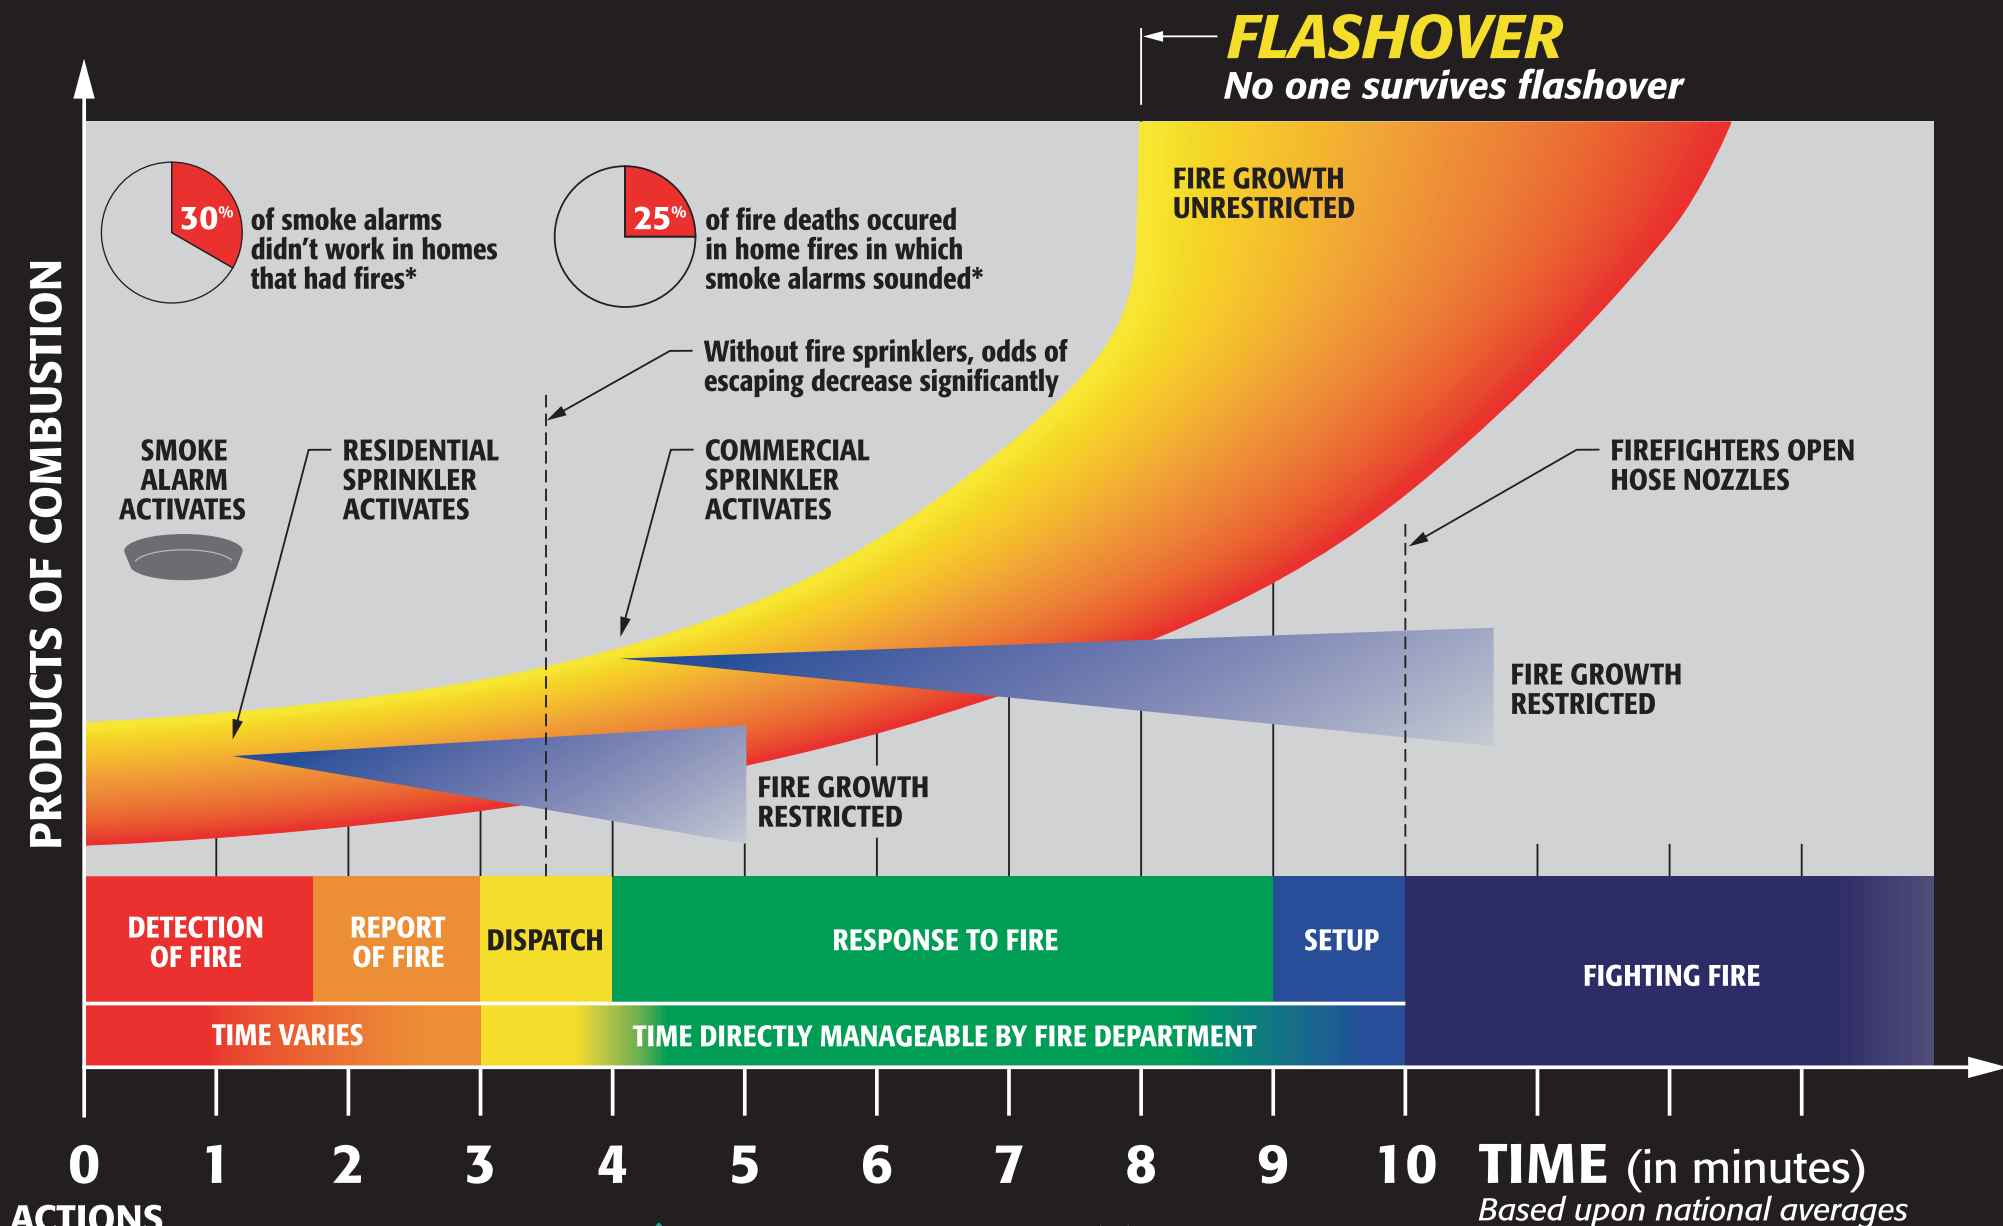 FLASHOVER
No one survives flashover
FIRE GROWTH
UNRESTRICTED
30%
of smoke alarms
didn't work in homes
that had fires*
25%
of fire deaths occured
in home fires in which
smoke alarms sounded*
Without fire sprinklers, odds of
escaping decrease significantly
SMOKE
ALARM
ACTIVATES
RESIDENTIAL
SPRINKLER
ACTIVATES
COMMERCIAL
SPRINKLER
ACTIVATES
FIREFIGHTERS OPEN
HOSE NOZZLES
PRODUCTS OF COMBUSTION
FIRE GROWTH
RESTRICTED
FIRE GROWTH
RESTRICTED
DETECTION
OF FIRE
REPORT
OF FIRE
DISPATCH
RESPONSE TO FIRE
SETUP
FIGHTING FIRE
TIME VARIES
TIME DIRECTLY MANAGEABLE BY FIRE DEPARTMENT
0 1 2 3 4 5 6 7 8 9 10 TIME (in minutes)
Based upon national averages
ACTIONS